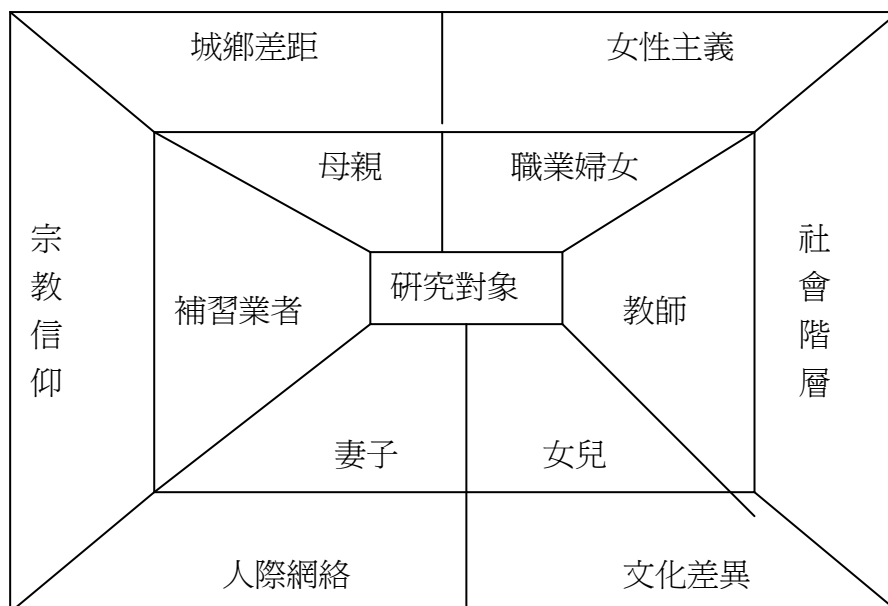 城鄉差距
女性主義
母親
職業婦女
宗教信仰
社會階層
研究對象
補習業者
教師
妻子
女兒
人際網絡
文化差異